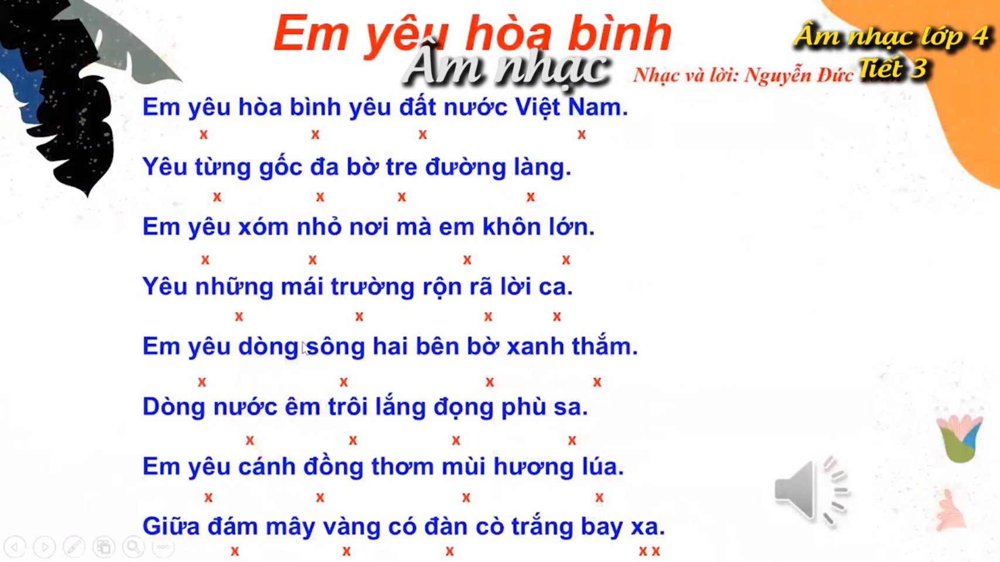 Em yêu hòa bình
Âm nhạc lớp 4
Âm nhạc
Nhạc và lời: Nguyễn Đức
Tiết 3
Em yêu hòa bình yêu đất nước Việt Nam.
x x x x
Yêu từng gốc đa bờ tre đường làng.
x x x x
Em yêu xóm nhỏ nơi mà em khôn lớn.
x x x x
Yêu những mái trường rộn rã lời ca.
x x x x
Em yêu dòng sông hai bên bờ xanh thắm.
x x x x
Dòng nước êm trôi lắng đọng phù sa.
x x x x
Em yêu cánh đồng thơm mùi hương lúa.
x x x x
Giữa đám mây vàng có đàn cò trắng bay xa.
x x x x x